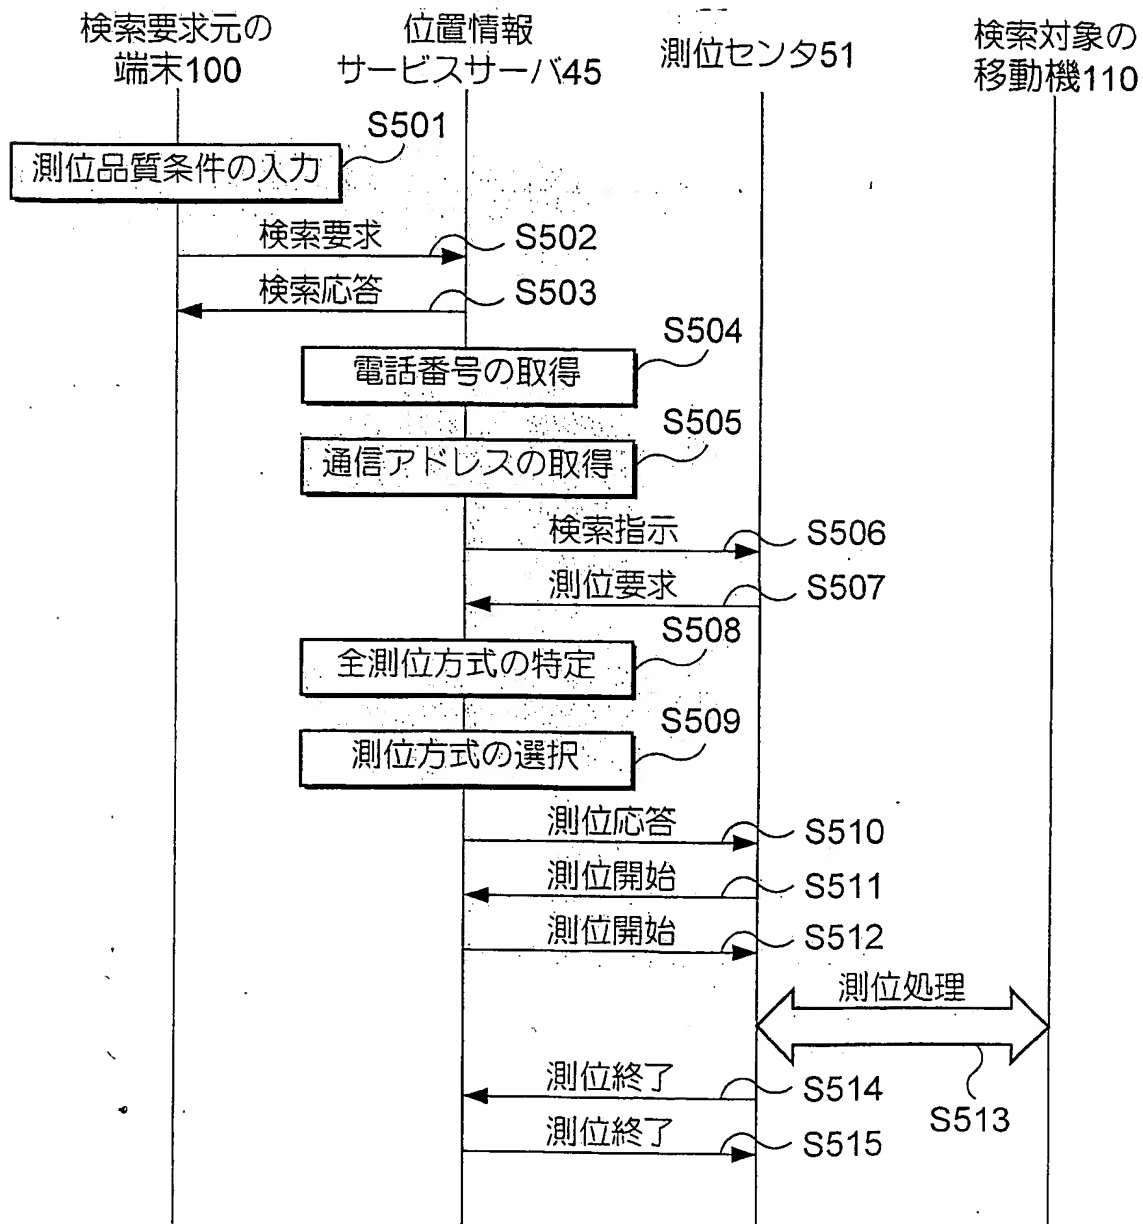 検索要求元の
端末100
位置情報
サービスサーバ45
測位センタ51
検索対象の
移動機110
S501
測位品質条件の入力
検索要求
S502
検索応答
S503
S504
電話番号の取得
S505
通信アドレスの取得
検索指示
S506
測位要求
S507
S508
全測位方式の特定
S509
測位方式の選択
測位応答
S510
測位開始
S511
測位開始
S512
測位処理
S513
測位終了
S514
測位終了
S515